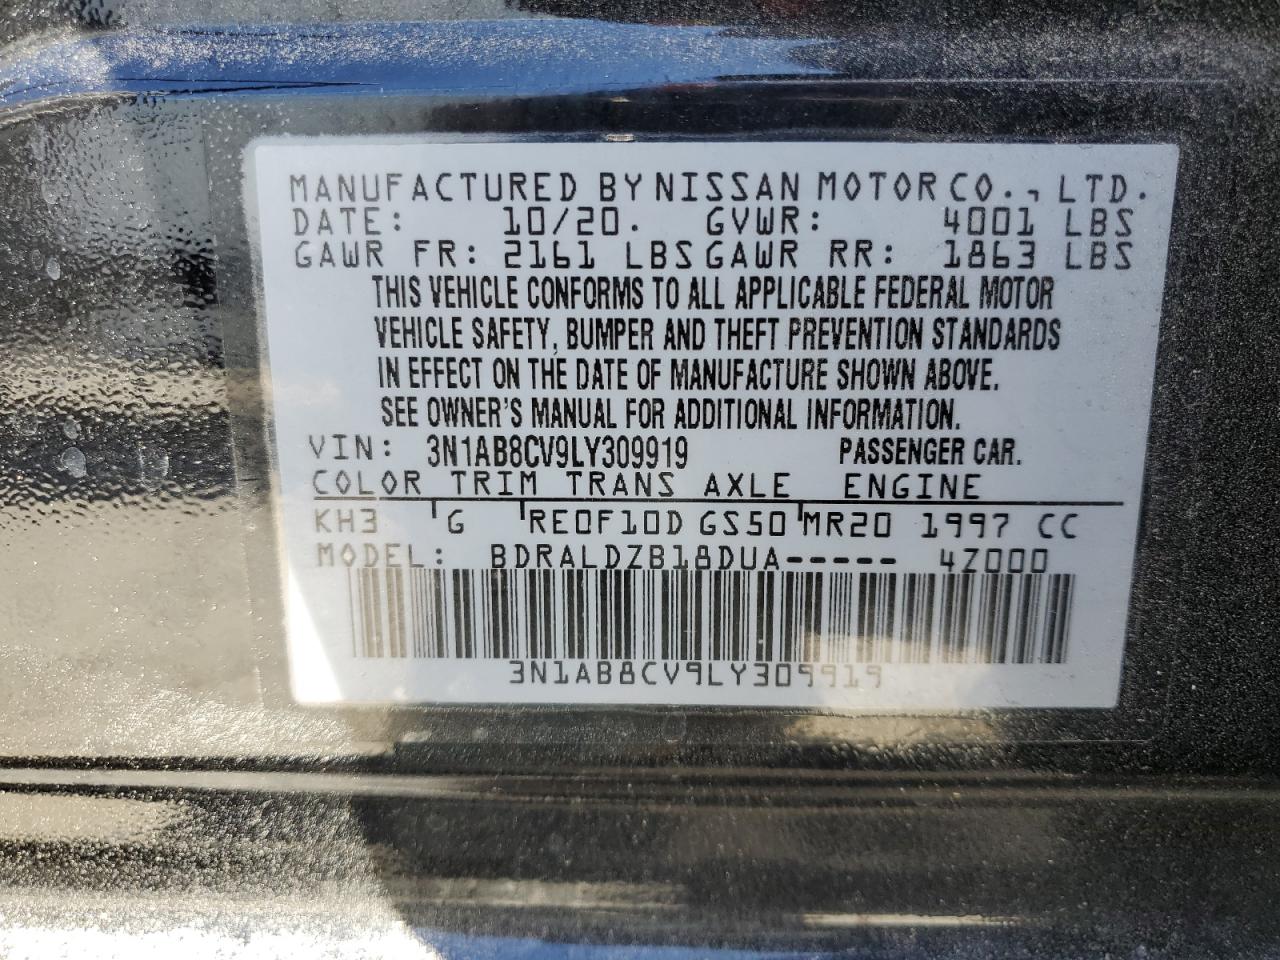 MANUFACTURED BY NISSAN MOTOR CO., LTD.
DATE: 10/20. GVWR: 4001 LBS
GAWR FR: 2161 LBS GAWR RR: 1863 LBS
THIS VEHICLE CONFORMS TO ALL APPLICABLE FEDERAL MOTOR
VEHICLE SAFETY, BUMPER AND THEFT PREVENTION STANDARDS
IN EFFECT ON THE DATE OF MANUFACTURE SHOWN ABOVE.
SEE OWNER'S MANUAL FOR ADDITIONAL INFORMATION.
VIN: 3N1AB8CV9LY309919 PASSENGER CAR.
COLOR TRIM TRANS AXLE ENGINE
KH3 G RE0F10D GS50 MR20 1997 CC
MODEL: BDRALDZB18DUA----- 4Z000
3N1AB8CV9LY309919